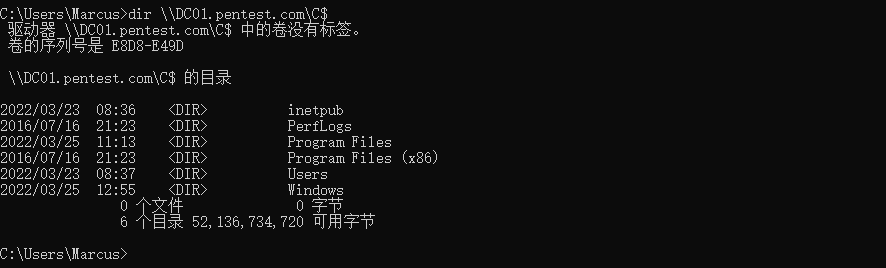 C:\Users\Marcus>dir \\DC01.pentest.com\C$
 驱动器 \\DC01.pentest.com\C$ 中的卷没有标签。
 卷的序列号是 E8D8-E49D

 \\DC01.pentest.com\C$ 的目录

2022/03/23  08:36    <DIR>          inetpub
2016/07/16  21:23    <DIR>          PerfLogs
2022/03/25  11:13    <DIR>          Program Files
2016/07/16  21:23    <DIR>          Program Files (x86)
2022/03/23  08:37    <DIR>          Users
2022/03/25  12:55    <DIR>          Windows
               0 个文件              0 字节
               6 个目录 52,136,734,720 可用字节

C:\Users\Marcus>